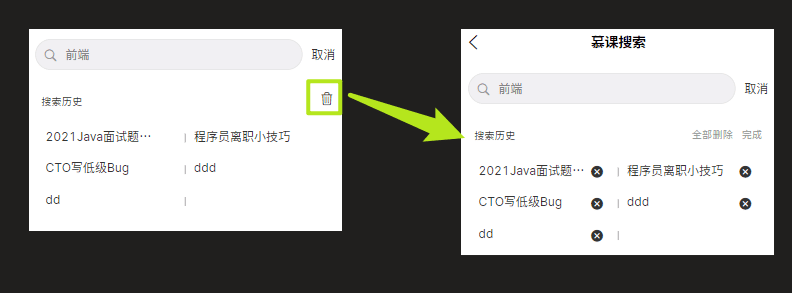 前端
取消
搜索历史
2021Java面试题… | 程序员离职小技巧
CTO写低级Bug | ddd
dd |
慕课搜索
前端
取消
搜索历史
全部删除 完成
2021Java面试题… | 程序员离职小技巧
CTO写低级Bug | ddd
dd |